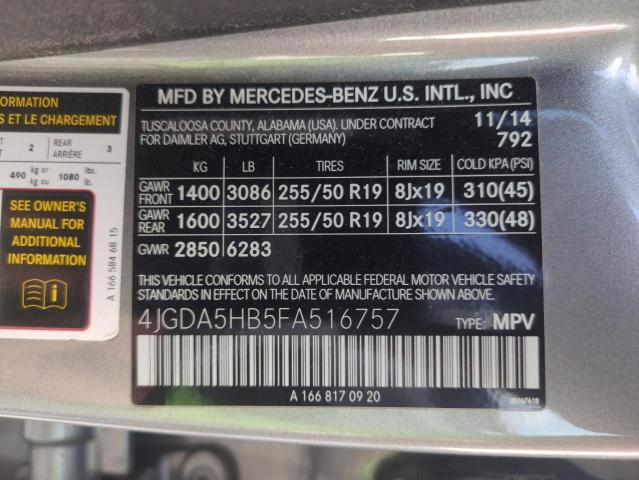 ORMATION
S ET LE CHARGEMENT
T 2 REAR ARRIÈRE 3
490 kg or ou 1080 lbs. lb.
SEE OWNER'S
MANUAL FOR
ADDITIONAL
INFORMATION
A 166 584 68 15
MFD BY MERCEDES-BENZ U.S. INTL., INC
TUSCALOOSA COUNTY, ALABAMA (USA). UNDER CONTRACT 11/14
FOR DAIMLER AG, STUTTGART (GERMANY) 792
KG LB TIRES RIM SIZE COLD KPA (PSI)
GAWR FRONT 1400 3086 255/50 R19 8Jx19 310(45)
GAWR REAR 1600 3527 255/50 R19 8Jx19 330(48)
GVWR 2850 6283
THIS VEHICLE CONFORMS TO ALL APPLICABLE FEDERAL MOTOR VEHICLE SAFETY
STANDARDS IN EFFECT ON THE DATE OF MANUFACTURE SHOWN ABOVE.
4JGDA5HB5FA516757 TYPE: MPV
A 166 817 09 20